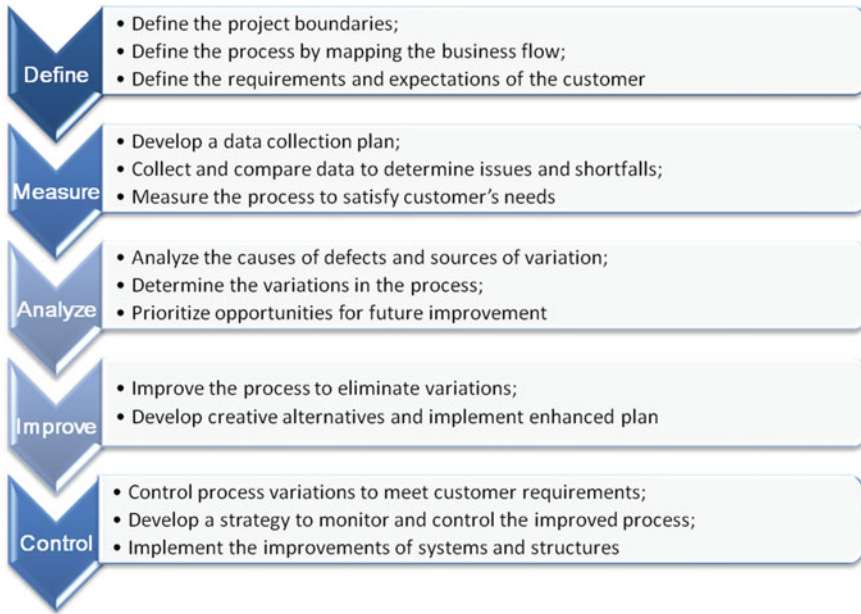 Define
• Define the project boundaries;
• Define the process by mapping the business flow;
• Define the requirements and expectations of the customer
Measure
• Develop a data collection plan;
• Collect and compare data to determine issues and shortfalls;
• Measure the process to satisfy customer's needs
Analyze
• Analyze the causes of defects and sources of variation;
• Determine the variations in the process;
• Prioritize opportunities for future improvement
Improve
• Improve the process to eliminate variations;
• Develop creative alternatives and implement enhanced plan
Control
• Control process variations to meet customer requirements;
• Develop a strategy to monitor and control the improved process;
• Implement the improvements of systems and structures